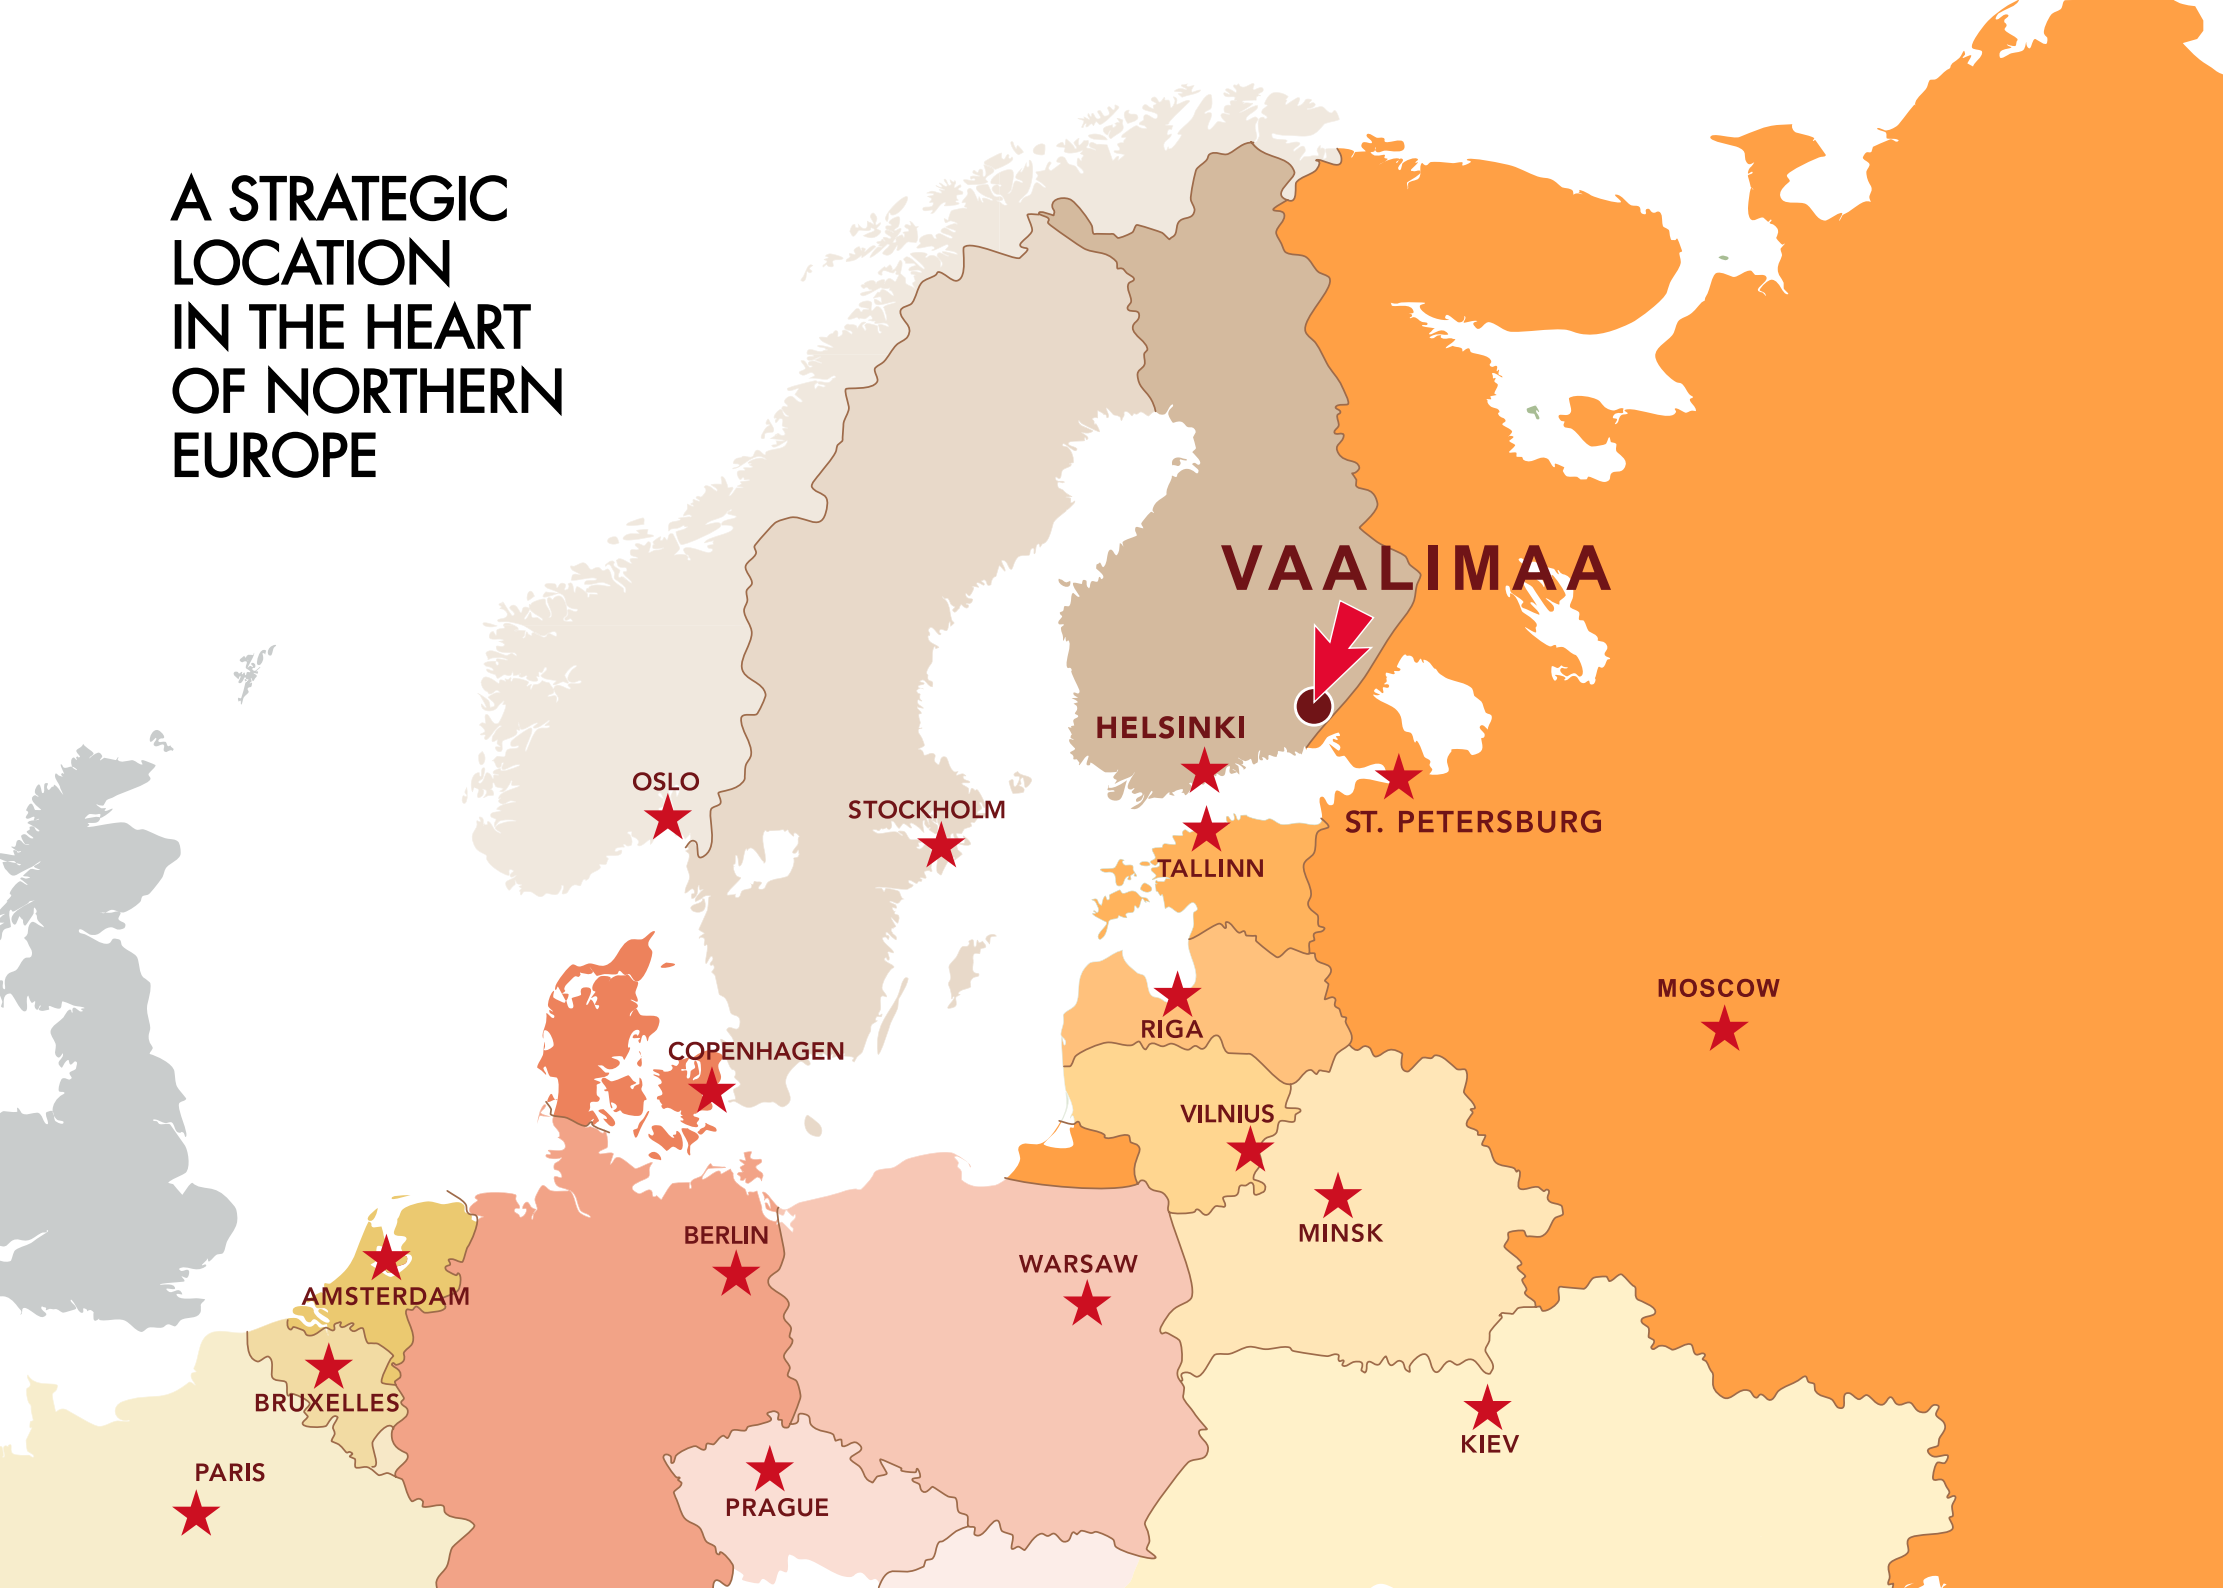 A STRATEGIC
LOCATION
IN THE HEART
OF NORTHERN
EUROPE
VAALIMAA
HELSINKI
OSLO
STOCKHOLM
ST. PETERSBURG
TALLINN
MOSCOW
RIGA
COPENHAGEN
VILNIUS
MINSK
BERLIN
WARSAW
AMSTERDAM
BRUXELLES
KIEV
PARIS
PRAGUE